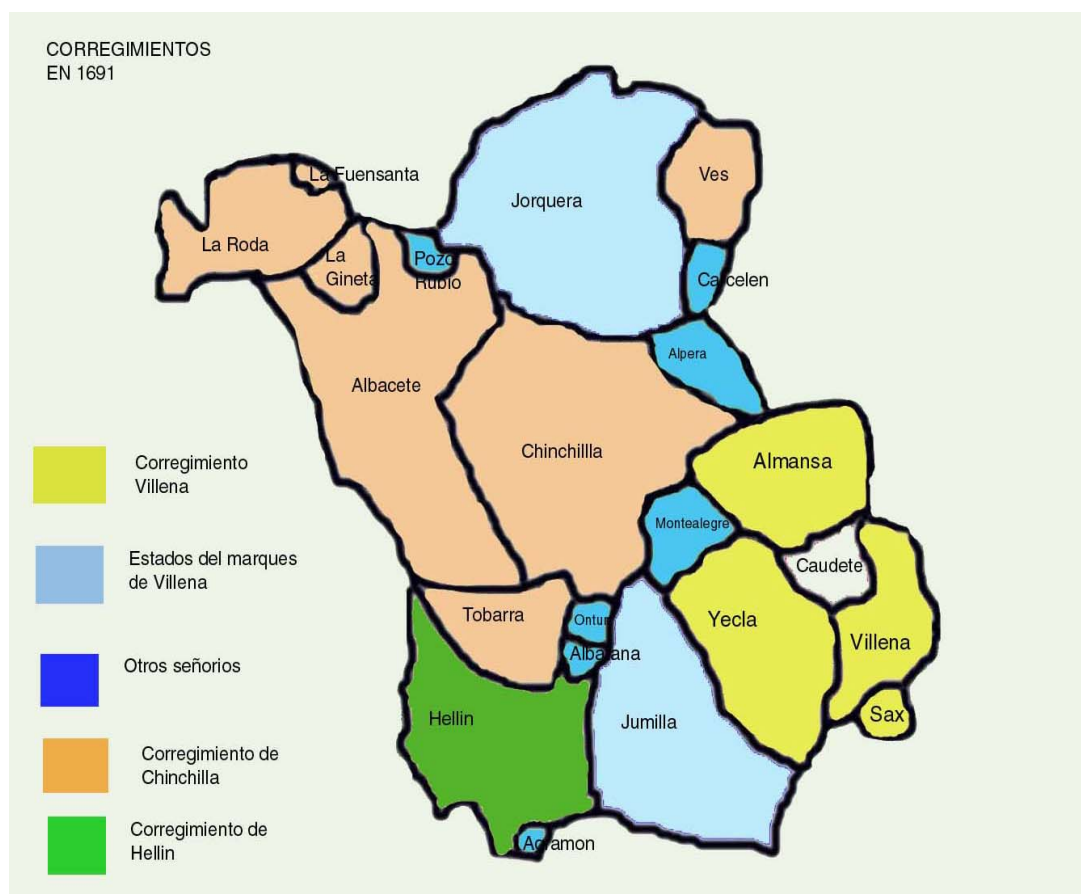 CORREGIMIENTOS
EN 1691
La Fuensanta
Ves
Jorquera
La Roda
La
Gineta
Pozo
Rubio
Carcelen
Alpera
Albacete
Chinchillla
Almansa
Corregimiento
Villena
Montealegre
Caudete
Estados del marques
de Villena
Tobarra
Ontur
Yecla
Villena
Albatana
Otros señorios
Hellin
Jumilla
Sax
Corregimiento de
Chinchilla
Corregimiento de
Hellin
Agramon